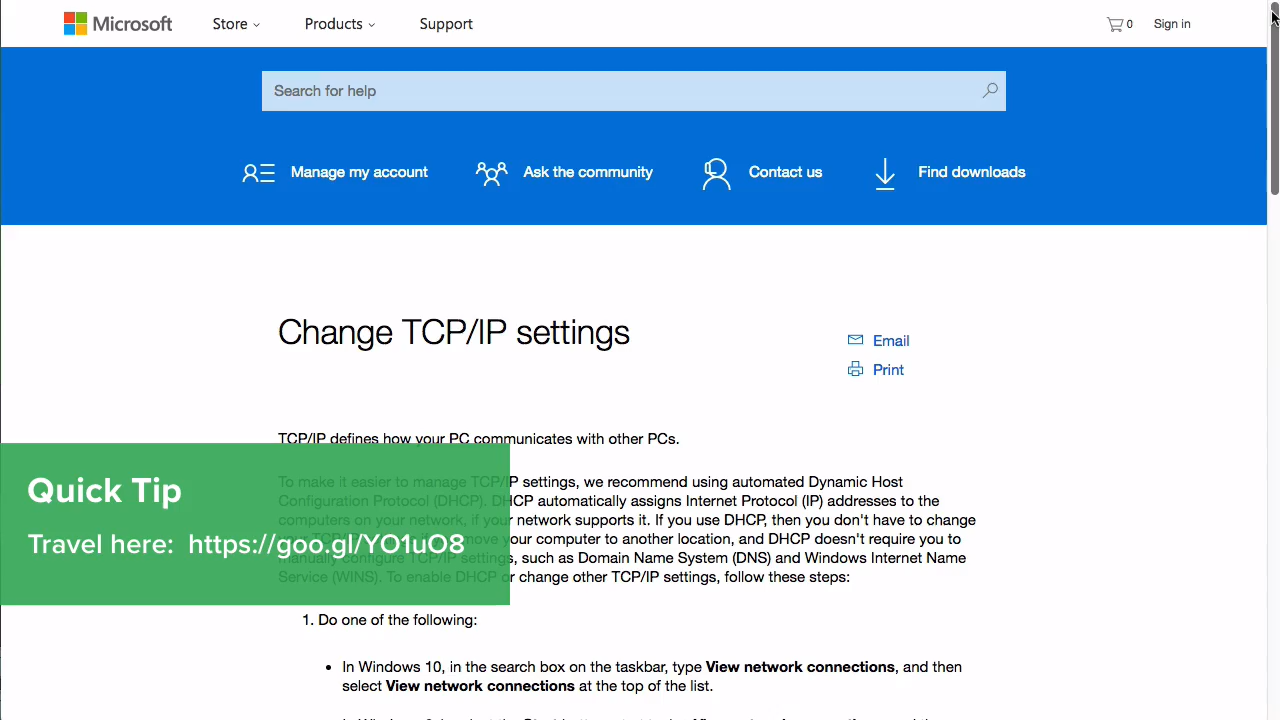 Microsoft Store Products Support 0 Sign in
Search for help
Manage my account Ask the community Contact us Find downloads
Change TCP/IP settings
Email
Print
TCP/IP defines how your PC communicates with other PCs.
To make it easier to manage TCP/IP settings, we recommend using automated Dynamic Host
Configuration Protocol (DHCP). DHCP automatically assigns Internet Protocol (IP) addresses to the
computers on your network, if your network supports it. If you use DHCP, then you don't have to change
your TCP/IP settings if you move your computer to another location, and DHCP doesn't require you to
manually configure TCP/IP settings, such as Domain Name System (DNS) and Windows Internet Name
Service (WINS). To enable DHCP or change other TCP/IP settings, follow these steps:
Quick Tip
Travel here: https://goo.gl/YO1uO8
1. Do one of the following:
• In Windows 10, in the search box on the taskbar, type View network connections, and then
select View network connections at the top of the list.